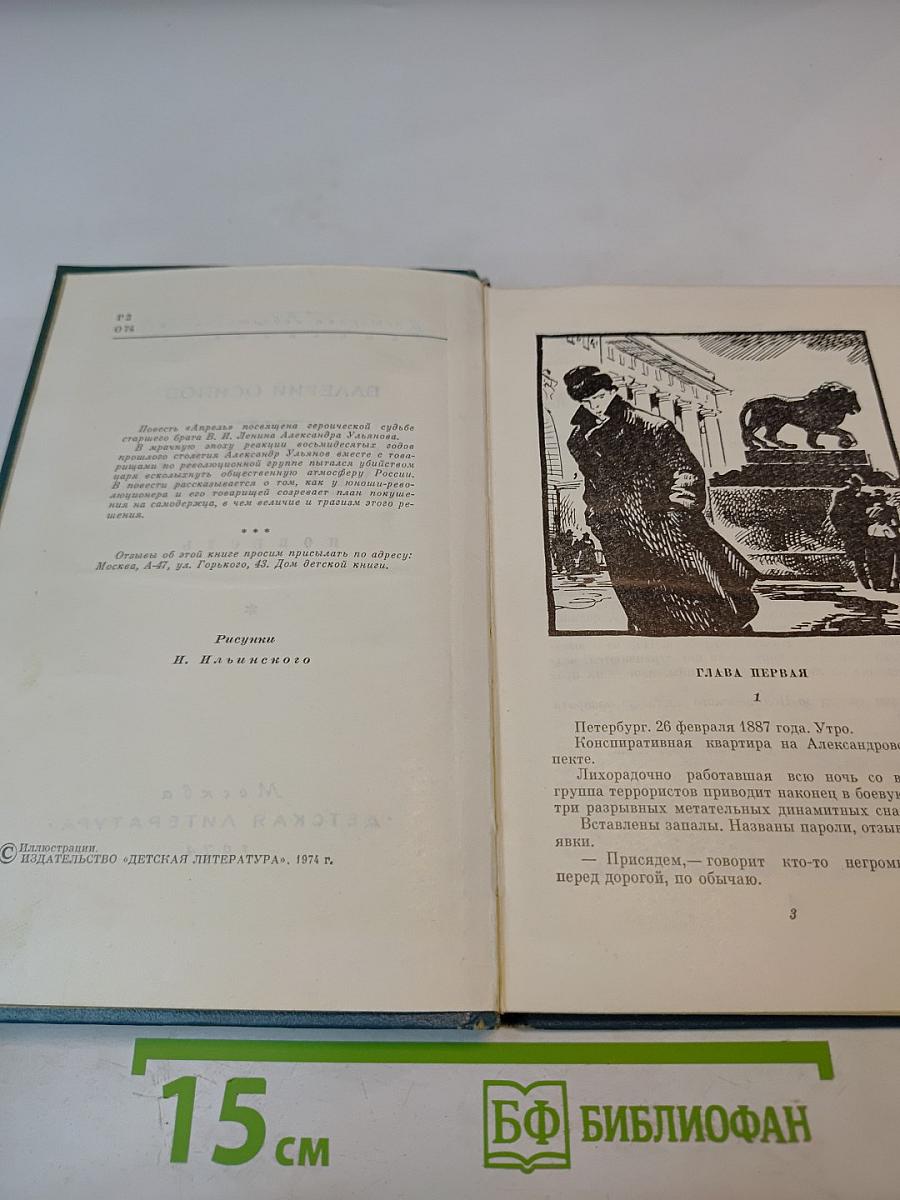 Р2
О74
Повесть «Апрель» посвящена героической судьбе
старшего брата В. И. Ленина Александра Ульянова.
В мрачную эпоху реакции восьмидесятых годов
прошлого столетия Александр Ульянов вместе с това-
рищами по революционной группе пытался убийством
царя всколыхнуть общественную атмосферу России.
В повести рассказывается о том, как у юноши-рево-
люционера и его товарищей созревает план покуше-
ния на самодержца, в чем величие и трагизм этого ре-
шения.
* * *
Отзывы об этой книге просим присылать по адресу:
Москва, А-47, ул. Горького, 43. Дом детской книги.
Рисунки
И. Ильинского
© Иллюстрации.
ИЗДАТЕЛЬСТВО «ДЕТСКАЯ ЛИТЕРАТУРА», 1974 г.
ГЛАВА ПЕРВАЯ
1
Петербург. 26 февраля 1887 года. Утро.
Конспиративная квартира на Александровс
пекте.
Лихорадочно работавшая всю ночь со в
группа террористов приводит наконец в боевую
три разрывных метательных динамитных сна
Вставлены запалы. Названы пароли, отзыв
явки.
— Присядем,— говорит кто-то негромк
перед дорогой, по обычаю.
3
15 см
БФ БИБЛИОФАН